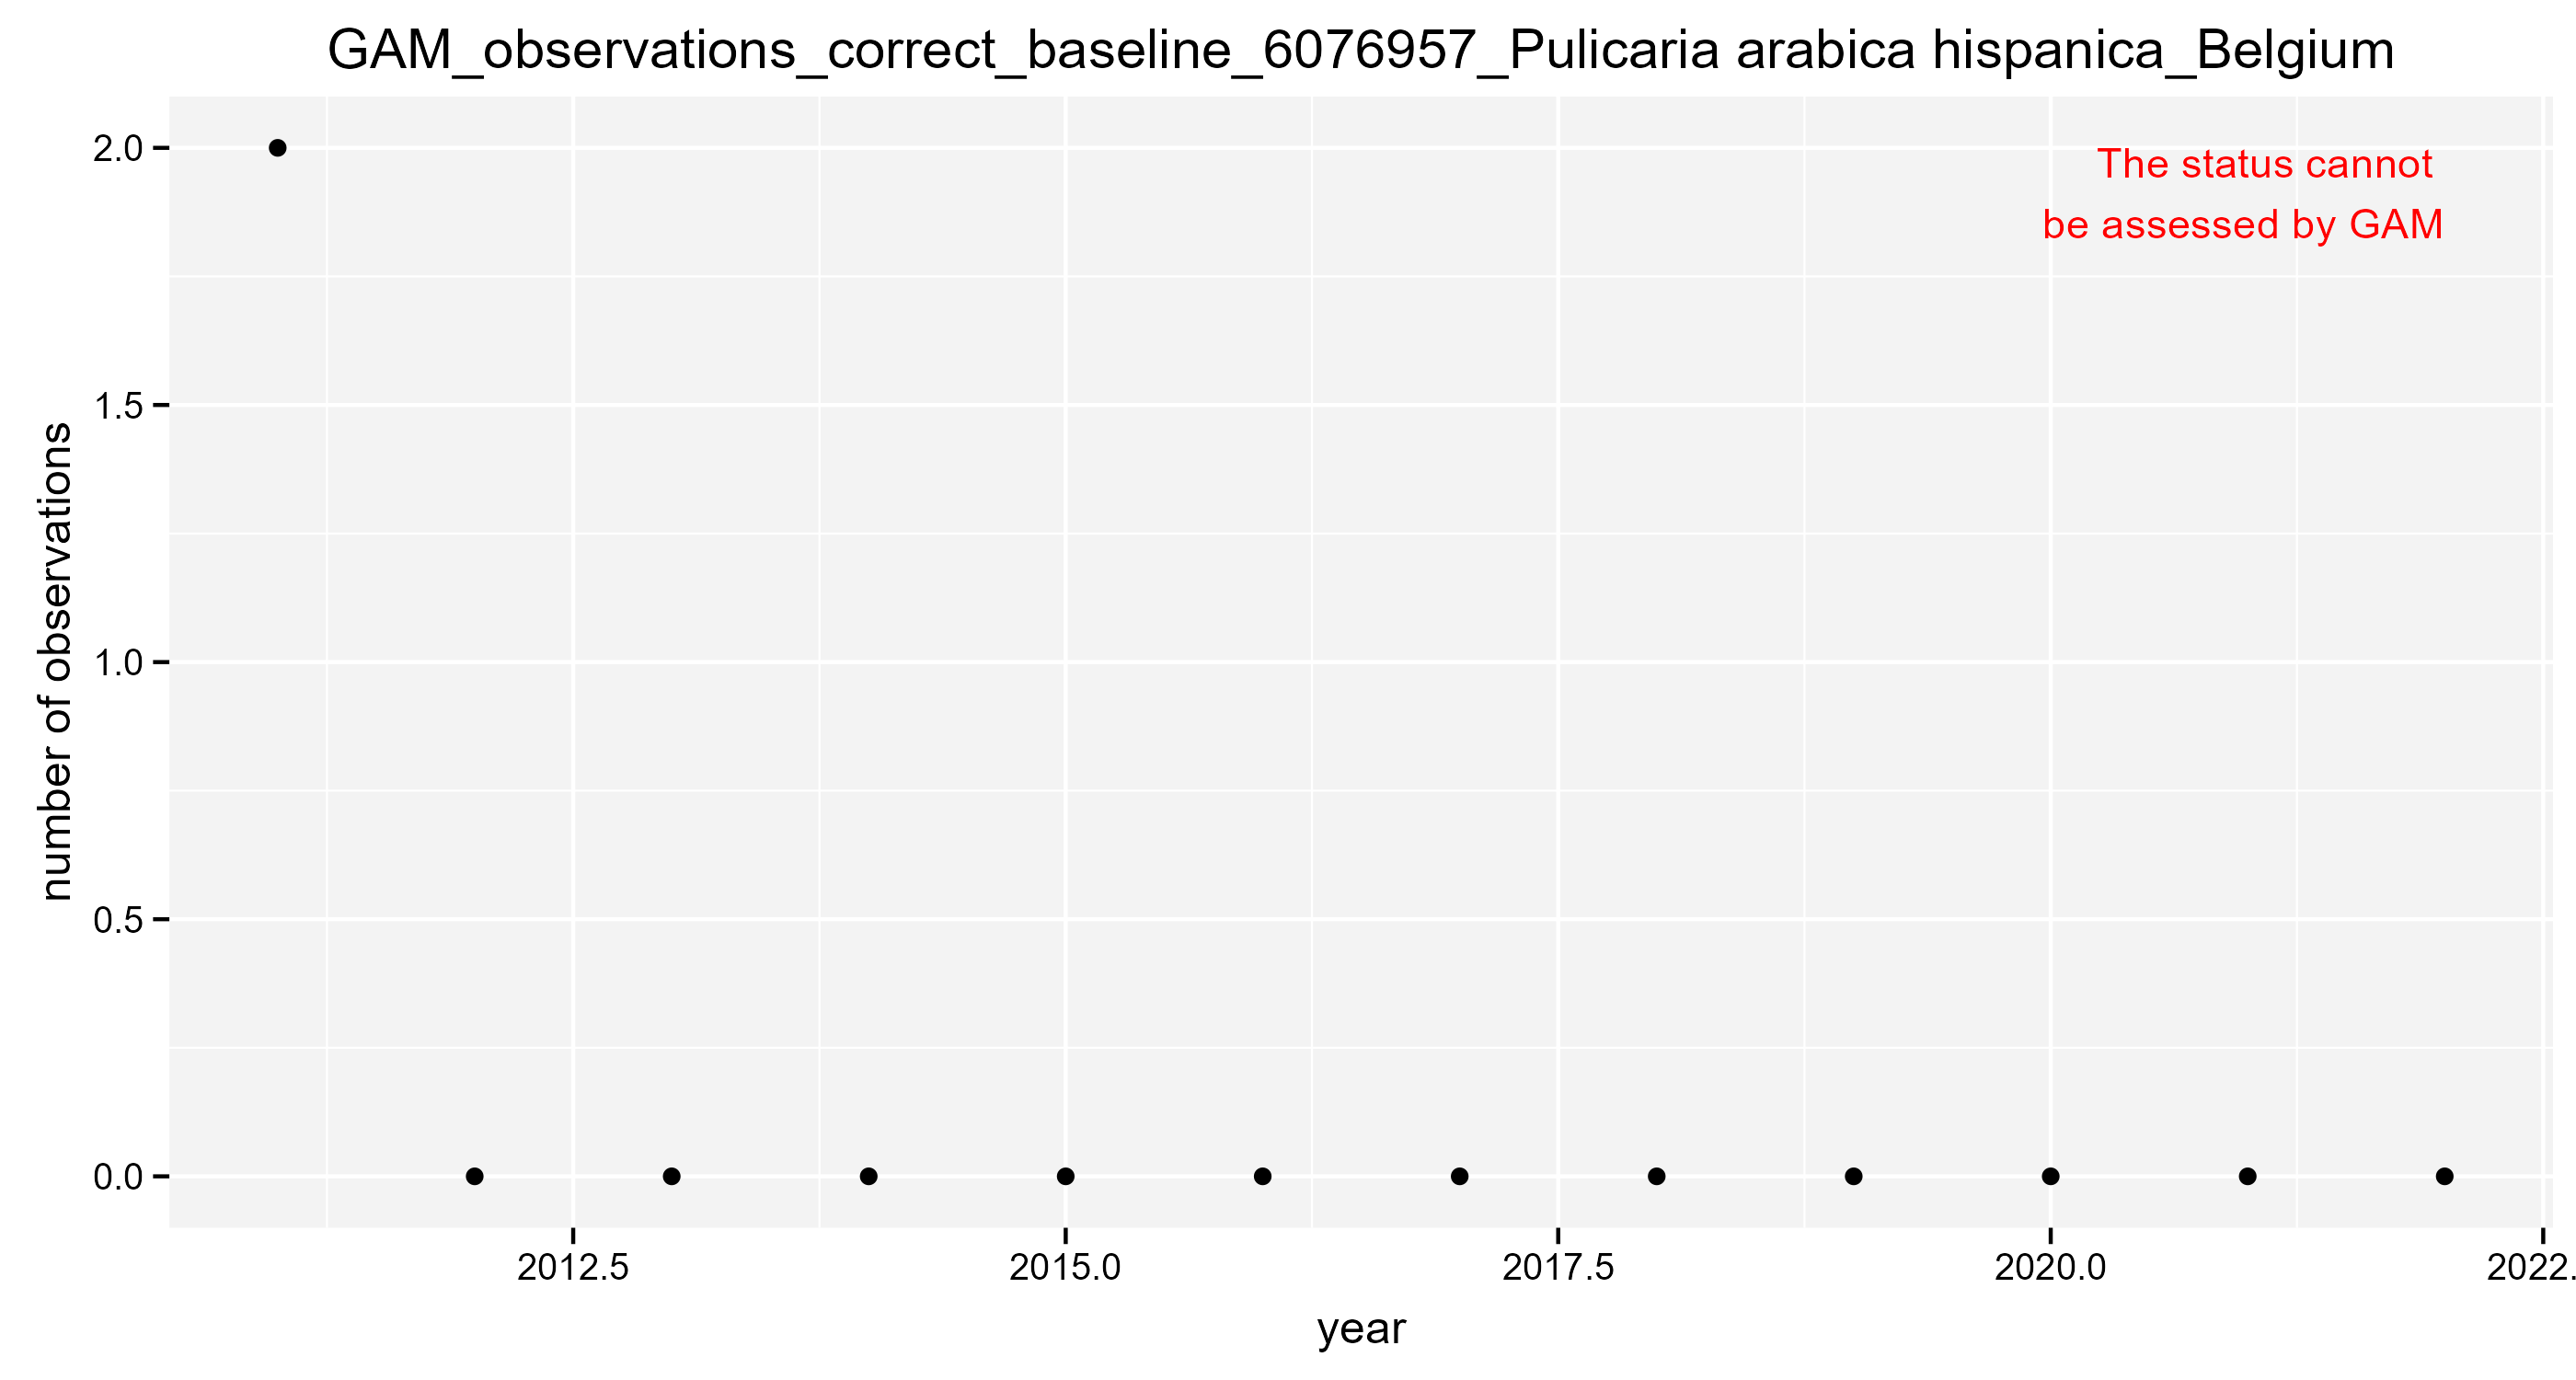 GAM_observations_correct_baseline_6076957_Pulicaria arabica hispanica_Belgium
The status cannot
be assessed by GAM
number of observations
2.0
1.5
1.0
0.5
0.0
2012.5
2015.0
2017.5
2020.0
2022.
year